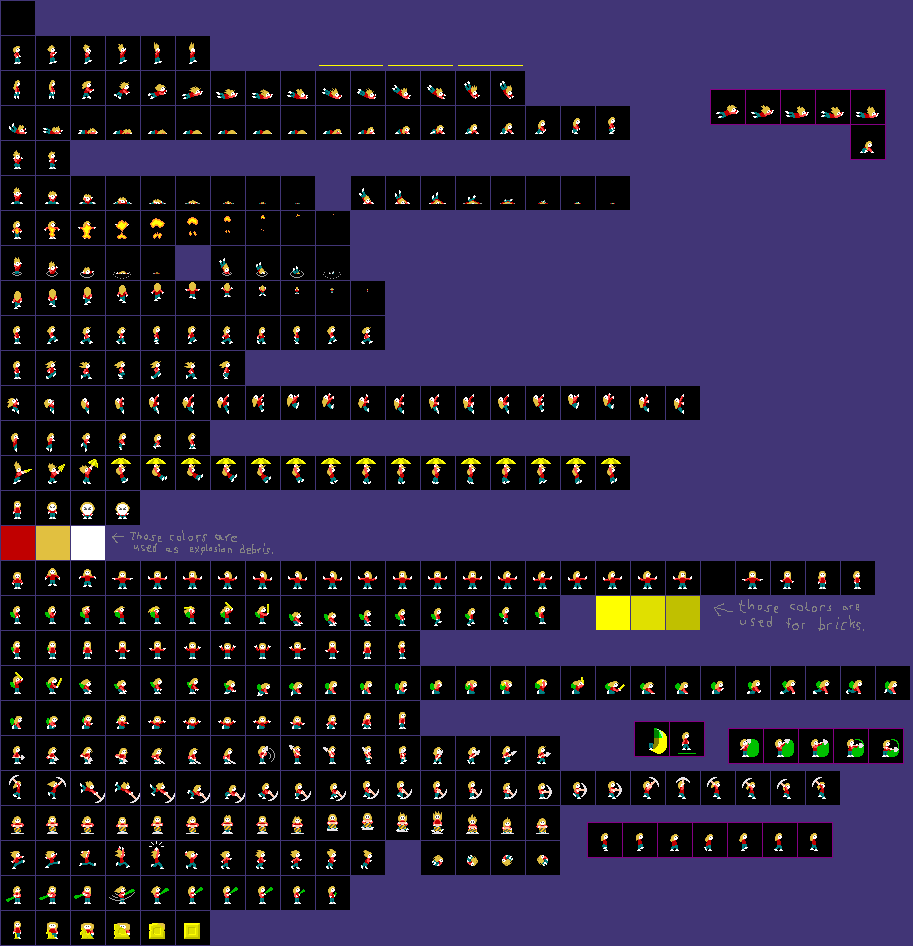 ← Those colors are
used as explosion debris.
← those colors are
used for bricks.